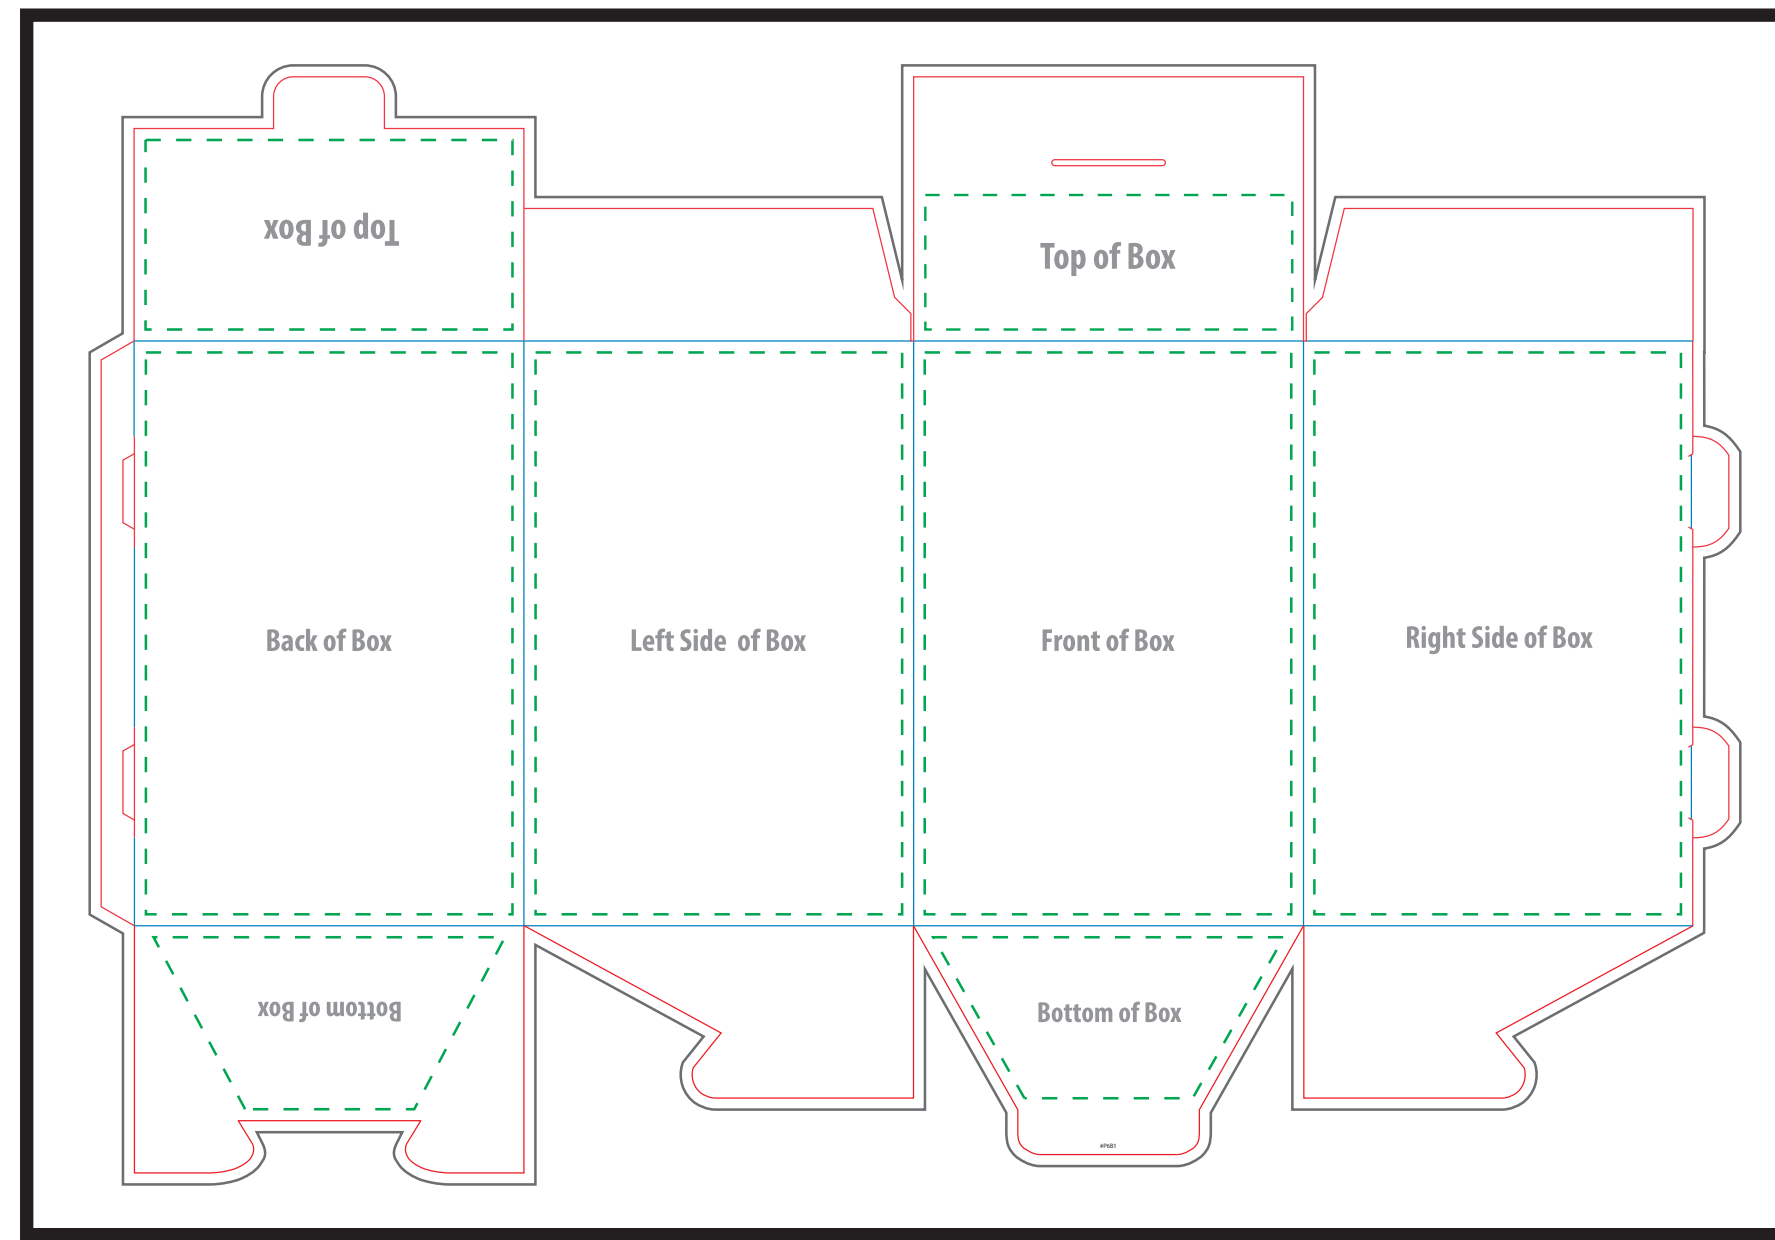 Top of Box
Top of Box
Back of Box
Left Side of Box
Front of Box
Right Side of Box
Bottom of Box
Bottom of Box
#P6B1